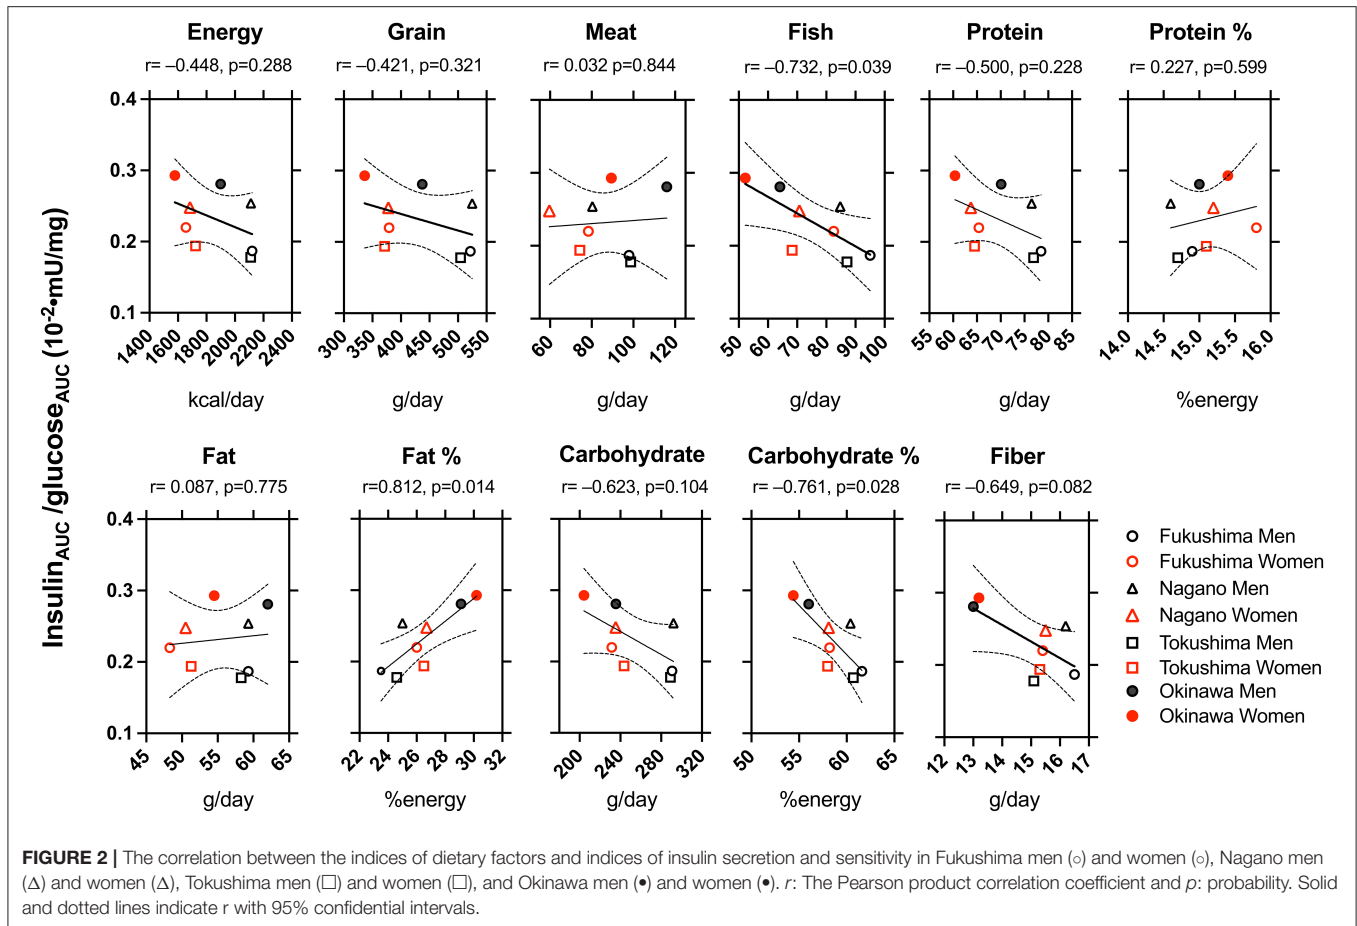 Energy Grain Meat Fish Protein Protein %
r= –0.448, p=0.288 r= –0.421, p=0.321 r= 0.032 p=0.844 r= –0.732, p=0.039 r= –0.500, p=0.228 r= 0.227, p=0.599
0.4
0.3
0.2
0.1
1400 1600 1800 2000 2200 2400 300 350 400 450 500 550 60 80 100 120 50 60 70 80 90 100 55 60 65 70 75 80 85 14.0 14.5 15.0 15.5 16.0
kcal/day g/day g/day g/day g/day %energy
InsulinAUC /glucoseAUC (10-2•mU/mg)
Fat Fat % Carbohydrate Carbohydrate % Fiber
r= 0.087, p=0.775 r=0.812, p=0.014 r= –0.623, p=0.104 r= –0.761, p=0.028 r= –0.649, p=0.082
0.4
0.3
0.2
0.1
45 50 55 60 65 22 24 26 28 30 32 200 240 280 320 50 55 60 65 12 13 14 15 16 17
g/day %energy g/day %energy g/day
Fukushima Men
Fukushima Women
Nagano Men
Nagano Women
Tokushima Men
Tokushima Women
Okinawa Men
Okinawa Women
FIGURE 2 | The correlation between the indices of dietary factors and indices of insulin secretion and sensitivity in Fukushima men (○) and women (○), Nagano men
(Δ) and women (Δ), Tokushima men (□) and women (□), and Okinawa men (•) and women (•). r: The Pearson product correlation coefficient and p: probability. Solid
and dotted lines indicate r with 95% confidential intervals.